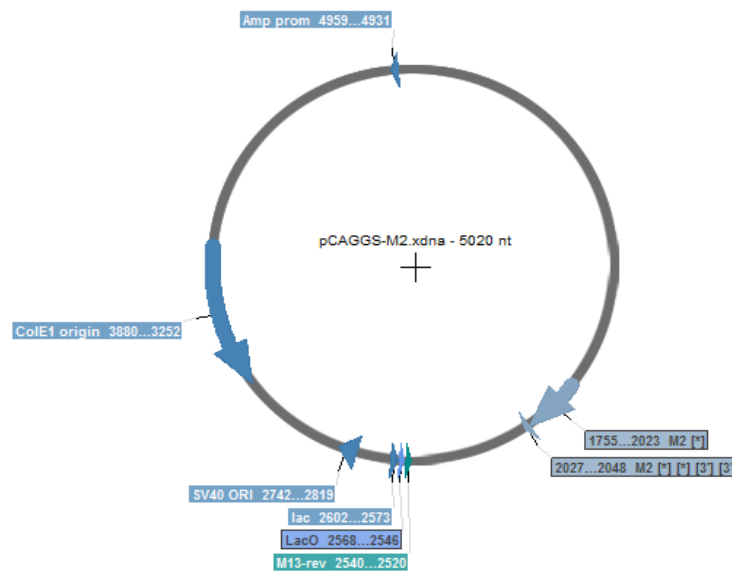 Amp prom 4959...4931
pCAGGS-M2.xdna - 5020 nt
ColE1 origin 3880...3252
1755...2023 M2 [*]
2027...2048 M2 [*] [*] [3'] [3'
SV40 ORI 2742...2819
lac 2602...2573
LacO 2568...2546
M13-rev 2540...2520